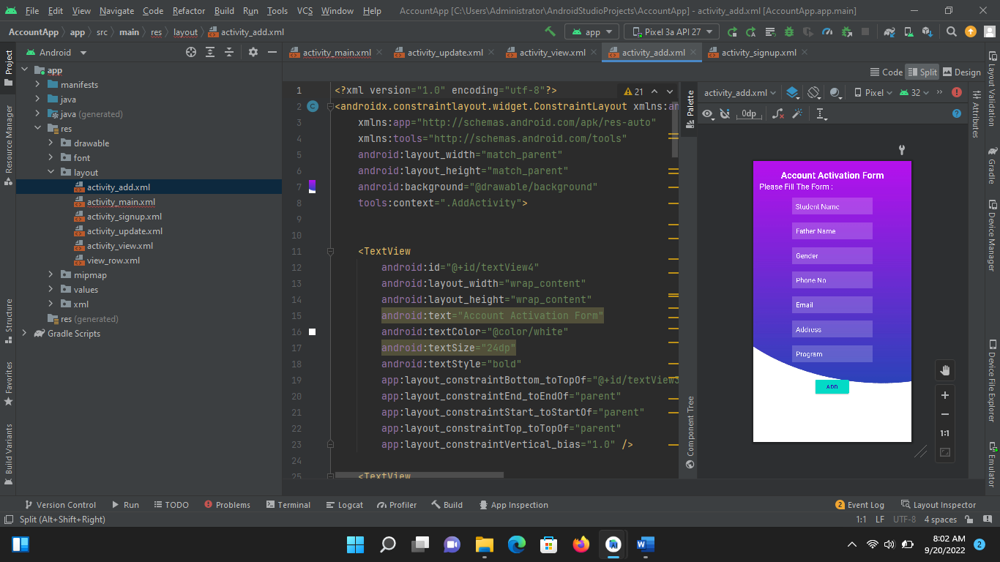 File Edit View Navigate Code Refactor Build Run Tools VCS Window Help AccountApp [C:\Users\Administrator\AndroidStudioProjects\AccountApp] - activity_add.xml [AccountApp.app.main]
AccountApp app src main res layout activity_add.xml app Pixel 3a API 27
Android activity_main.xml activity_update.xml activity_view.xml activity_add.xml activity_signup.xml
Code Split Design
Project
Resource Manager
Structure
Favorites
Build Variants
app
manifests
java
java (generated)
res
drawable
font
layout
activity_add.xml
activity_main.xml
activity_signup.xml
activity_update.xml
activity_view.xml
view_row.xml
mipmap
values
xml
res (generated)
Gradle Scripts
21
1 <?xml version="1.0" encoding="utf-8"?>
2 <androidx.constraintlayout.widget.ConstraintLayout xmlns:an
3 xmlns:app="http://schemas.android.com/apk/res-auto"
4 xmlns:tools="http://schemas.android.com/tools"
5 android:layout_width="match_parent"
6 android:layout_height="match_parent"
7 android:background="@drawable/background"
8 tools:context=".AddActivity">
9
10
11 <TextView
12 android:id="@+id/textView4"
13 android:layout_width="wrap_content"
14 android:layout_height="wrap_content"
15 android:text="Account Activation Form"
16 android:textColor="@color/white"
17 android:textSize="24dp"
18 android:textStyle="bold"
19 app:layout_constraintBottom_toTopOf="@+id/textView3
20 app:layout_constraintEnd_toEndOf="parent"
21 app:layout_constraintStart_toStartOf="parent"
22 app:layout_constraintTop_toTopOf="parent"
23 app:layout_constraintVertical_bias="1.0" />
24
25 <TextView
Palette
Component Tree
activity_add.xml Pixel 32
0dp
Account Activation Form
Please Fill The Form :
Student Name
Father Name
Gender
Phone No
Email
Address
Program
ADD
1:1
Attributes
Layout Validation
Gradle
Device Manager
Device File Explorer
Emulator
Version Control Run TODO Problems Terminal Logcat Profiler Build App Inspection 2 Event Log Layout Inspector
Split (Alt+Shift+Right) 1:1 LF UTF-8 4 spaces
8:02 AM
9/20/2022
2